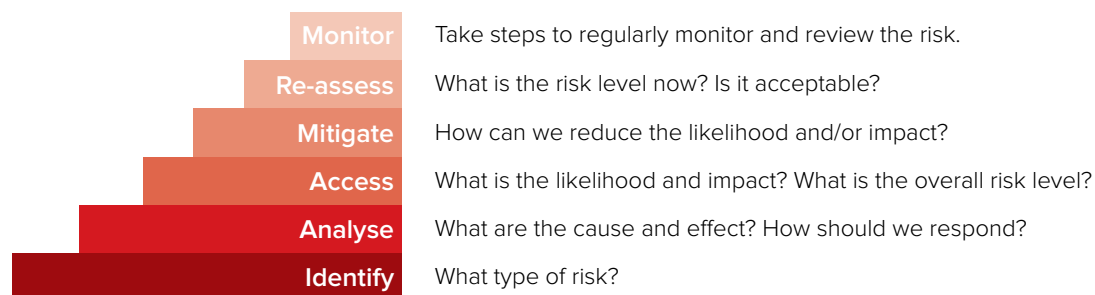 Monitor Take steps to regularly monitor and review the risk.
Re-assess What is the risk level now? Is it acceptable?
Mitigate How can we reduce the likelihood and/or impact?
Access What is the likelihood and impact? What is the overall risk level?
Analyse What are the cause and effect? How should we respond?
Identify What type of risk?